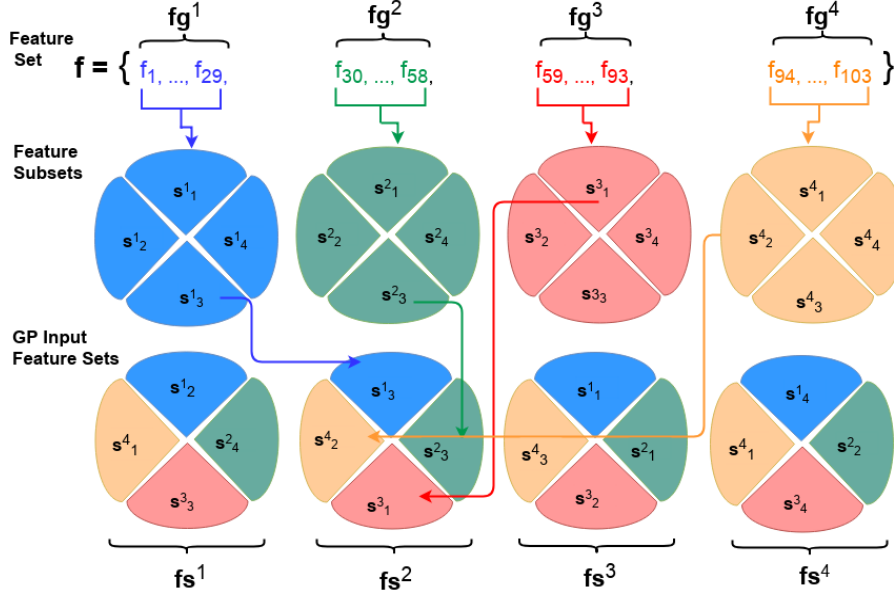 fg¹ fg² fg³ fg⁴
Feature
Set
f = { f₁, ..., f₂₉, f₃₀, ..., f₅₈, f₅₉, ..., f₉₃, f₉₄, ..., f₁₀₃ }
Feature
Subsets
s¹₁ s²₁ s³₁ s⁴₁
s¹₂ s¹₄ s²₂ s²₄ s³₂ s³₄ s⁴₂ s⁴₄
s¹₃ s²₃ s³₃ s⁴₃
GP Input
Feature Sets
s¹₂ s¹₃ s¹₁ s¹₄
s⁴₁ s²₄ s⁴₂ s²₃ s⁴₃ s²₁ s⁴₁ s²₂
s³₃ s³₁ s³₂ s³₄
fs¹ fs² fs³ fs⁴